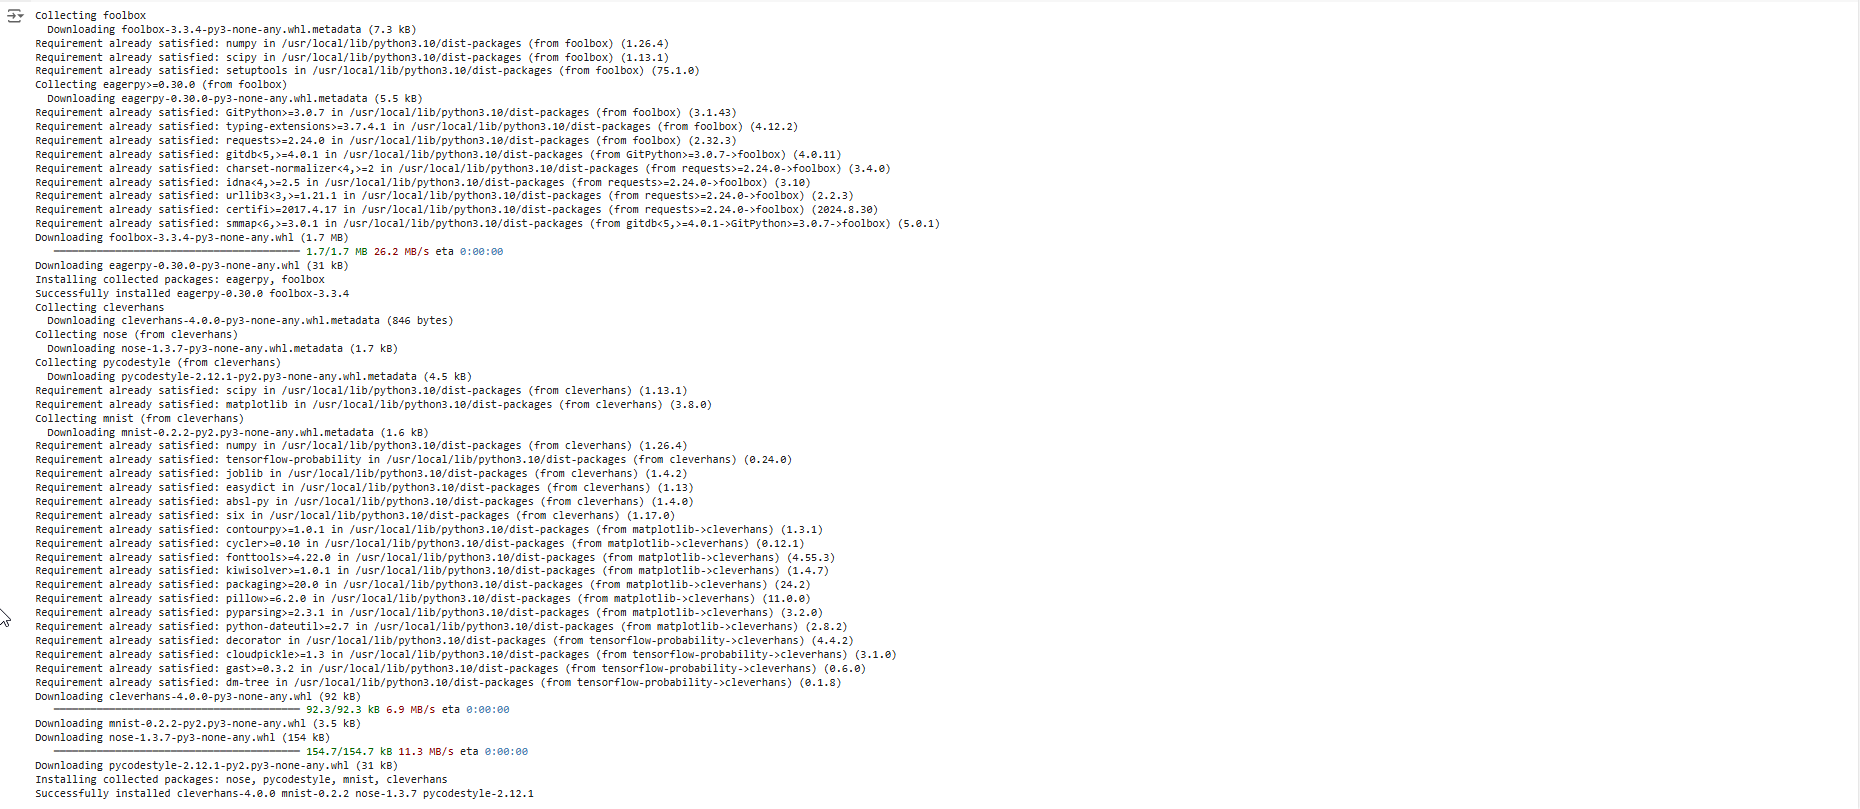 Collecting foolbox
  Downloading foolbox-3.3.4-py3-none-any.whl.metadata (7.3 kB)
Requirement already satisfied: numpy in /usr/local/lib/python3.10/dist-packages (from foolbox) (1.26.4)
Requirement already satisfied: scipy in /usr/local/lib/python3.10/dist-packages (from foolbox) (1.13.1)
Requirement already satisfied: setuptools in /usr/local/lib/python3.10/dist-packages (from foolbox) (75.1.0)
Collecting eagerpy>=0.30.0 (from foolbox)
  Downloading eagerpy-0.30.0-py3-none-any.whl.metadata (5.5 kB)
Requirement already satisfied: GitPython>=3.0.7 in /usr/local/lib/python3.10/dist-packages (from foolbox) (3.1.43)
Requirement already satisfied: typing-extensions>=3.7.4.1 in /usr/local/lib/python3.10/dist-packages (from foolbox) (4.12.2)
Requirement already satisfied: requests>=2.24.0 in /usr/local/lib/python3.10/dist-packages (from foolbox) (2.32.3)
Requirement already satisfied: gitdb<5,>=4.0.1 in /usr/local/lib/python3.10/dist-packages (from GitPython>=3.0.7->foolbox) (4.0.11)
Requirement already satisfied: charset-normalizer<4,>=2 in /usr/local/lib/python3.10/dist-packages (from requests>=2.24.0->foolbox) (3.4.0)
Requirement already satisfied: idna<4,>=2.5 in /usr/local/lib/python3.10/dist-packages (from requests>=2.24.0->foolbox) (3.10)
Requirement already satisfied: urllib3<3,>=1.21.1 in /usr/local/lib/python3.10/dist-packages (from requests>=2.24.0->foolbox) (2.2.3)
Requirement already satisfied: certifi>=2017.4.17 in /usr/local/lib/python3.10/dist-packages (from requests>=2.24.0->foolbox) (2024.8.30)
Requirement already satisfied: smmap<6,>=3.0.1 in /usr/local/lib/python3.10/dist-packages (from gitdb<5,>=4.0.1->GitPython>=3.0.7->foolbox) (5.0.1)
Downloading foolbox-3.3.4-py3-none-any.whl (1.7 MB)
1.7/1.7 MB 26.2 MB/s eta 0:00:00
Downloading eagerpy-0.30.0-py3-none-any.whl (31 kB)
Installing collected packages: eagerpy, foolbox
Successfully installed eagerpy-0.30.0 foolbox-3.3.4
Collecting cleverhans
  Downloading cleverhans-4.0.0-py3-none-any.whl.metadata (846 bytes)
Collecting nose (from cleverhans)
  Downloading nose-1.3.7-py3-none-any.whl.metadata (1.7 kB)
Collecting pycodestyle (from cleverhans)
  Downloading pycodestyle-2.12.1-py2.py3-none-any.whl.metadata (4.5 kB)
Requirement already satisfied: scipy in /usr/local/lib/python3.10/dist-packages (from cleverhans) (1.13.1)
Requirement already satisfied: matplotlib in /usr/local/lib/python3.10/dist-packages (from cleverhans) (3.8.0)
Collecting mnist (from cleverhans)
  Downloading mnist-0.2.2-py2.py3-none-any.whl.metadata (1.6 kB)
Requirement already satisfied: numpy in /usr/local/lib/python3.10/dist-packages (from cleverhans) (1.26.4)
Requirement already satisfied: tensorflow-probability in /usr/local/lib/python3.10/dist-packages (from cleverhans) (0.24.0)
Requirement already satisfied: joblib in /usr/local/lib/python3.10/dist-packages (from cleverhans) (1.4.2)
Requirement already satisfied: easydict in /usr/local/lib/python3.10/dist-packages (from cleverhans) (1.13)
Requirement already satisfied: absl-py in /usr/local/lib/python3.10/dist-packages (from cleverhans) (1.4.0)
Requirement already satisfied: six in /usr/local/lib/python3.10/dist-packages (from cleverhans) (1.17.0)
Requirement already satisfied: contourpy>=1.0.1 in /usr/local/lib/python3.10/dist-packages (from matplotlib->cleverhans) (1.3.1)
Requirement already satisfied: cycler>=0.10 in /usr/local/lib/python3.10/dist-packages (from matplotlib->cleverhans) (0.12.1)
Requirement already satisfied: fonttools>=4.22.0 in /usr/local/lib/python3.10/dist-packages (from matplotlib->cleverhans) (4.55.3)
Requirement already satisfied: kiwisolver>=1.0.1 in /usr/local/lib/python3.10/dist-packages (from matplotlib->cleverhans) (1.4.7)
Requirement already satisfied: packaging>=20.0 in /usr/local/lib/python3.10/dist-packages (from matplotlib->cleverhans) (24.2)
Requirement already satisfied: pillow>=6.2.0 in /usr/local/lib/python3.10/dist-packages (from matplotlib->cleverhans) (11.0.0)
Requirement already satisfied: pyparsing>=2.3.1 in /usr/local/lib/python3.10/dist-packages (from matplotlib->cleverhans) (3.2.0)
Requirement already satisfied: python-dateutil>=2.7 in /usr/local/lib/python3.10/dist-packages (from matplotlib->cleverhans) (2.8.2)
Requirement already satisfied: decorator in /usr/local/lib/python3.10/dist-packages (from tensorflow-probability->cleverhans) (4.4.2)
Requirement already satisfied: cloudpickle>=1.3 in /usr/local/lib/python3.10/dist-packages (from tensorflow-probability->cleverhans) (3.1.0)
Requirement already satisfied: gast>=0.3.2 in /usr/local/lib/python3.10/dist-packages (from tensorflow-probability->cleverhans) (0.6.0)
Requirement already satisfied: dm-tree in /usr/local/lib/python3.10/dist-packages (from tensorflow-probability->cleverhans) (0.1.8)
Downloading cleverhans-4.0.0-py3-none-any.whl (92 kB)
92.3/92.3 kB 6.9 MB/s eta 0:00:00
Downloading mnist-0.2.2-py2.py3-none-any.whl (3.5 kB)
Downloading nose-1.3.7-py3-none-any.whl (154 kB)
154.7/154.7 kB 11.3 MB/s eta 0:00:00
Downloading pycodestyle-2.12.1-py2.py3-none-any.whl (31 kB)
Installing collected packages: nose, pycodestyle, mnist, cleverhans
Successfully installed cleverhans-4.0.0 mnist-0.2.2 nose-1.3.7 pycodestyle-2.12.1